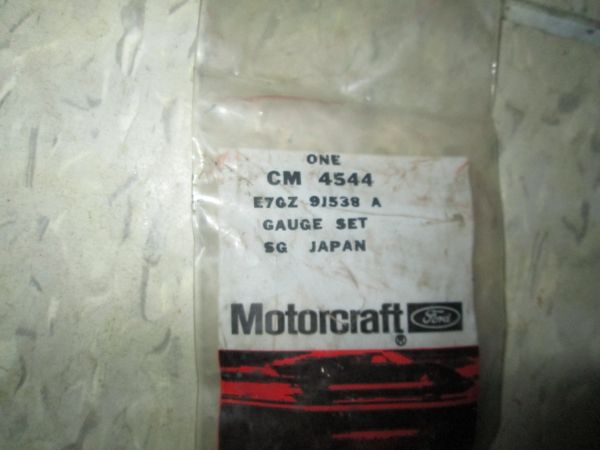 ONE
CM 4544
E7GZ 9J538 A
GAUGE SET
SG JAPAN
Motorcraft Ford